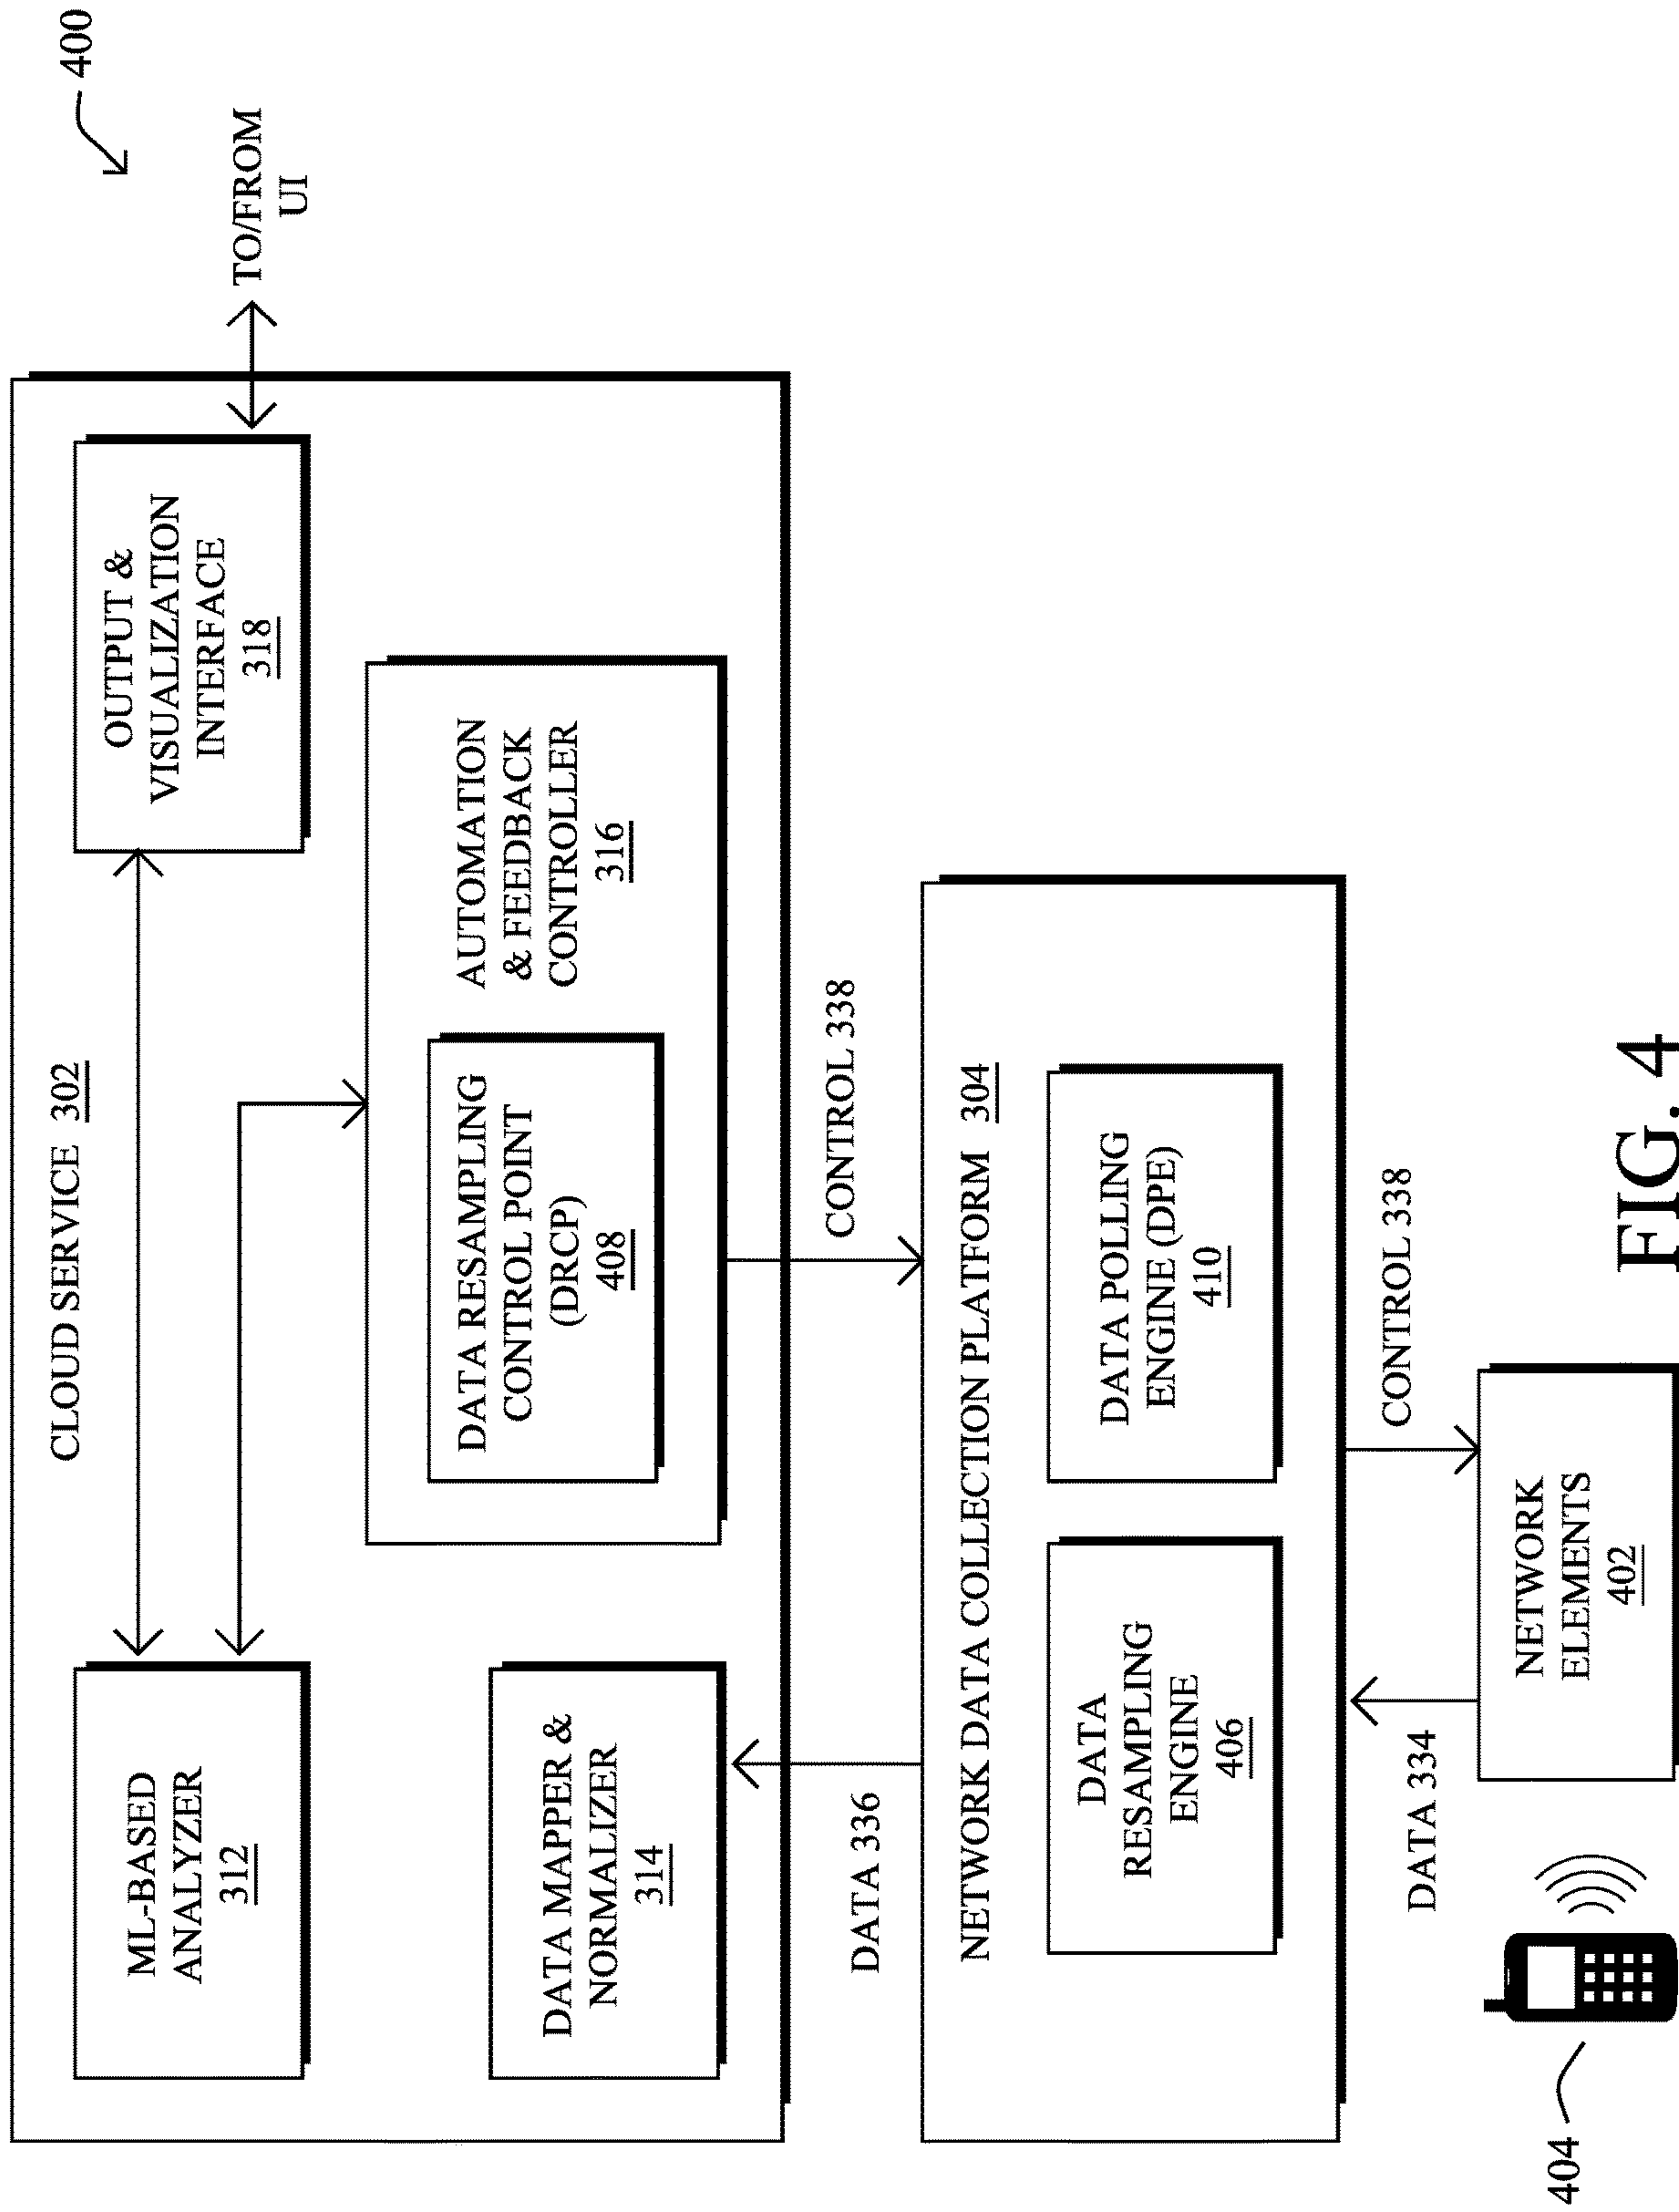 400
CLOUD SERVICE 302
ML-BASED
ANALYZER
312
OUTPUT &
VISUALIZATION
INTERFACE
318
TO/FROM
UI
DATA MAPPER &
NORMALIZER
314
DATA RESAMPLING
CONTROL POINT
(DRCP)
408
AUTOMATION
& FEEDBACK
CONTROLLER
316
DATA 336
CONTROL 338
NETWORK DATA COLLECTION PLATFORM 304
DATA
RESAMPLING
ENGINE
406
DATA POLLING
ENGINE (DPE)
410
DATA 334
CONTROL 338
404
NETWORK
ELEMENTS
402
FIG. 4